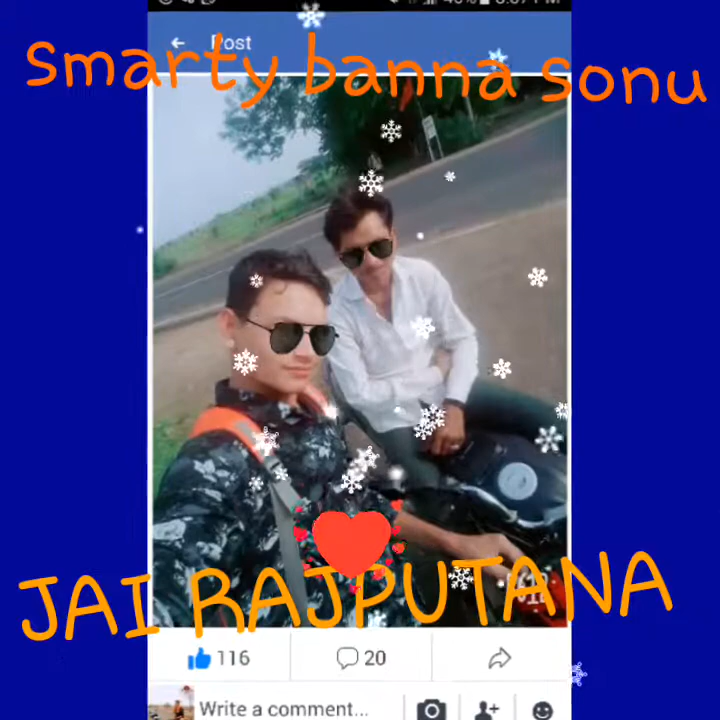 Post
smarty banna sonu
JAI RAJPUTANA
116
20
Write a comment...